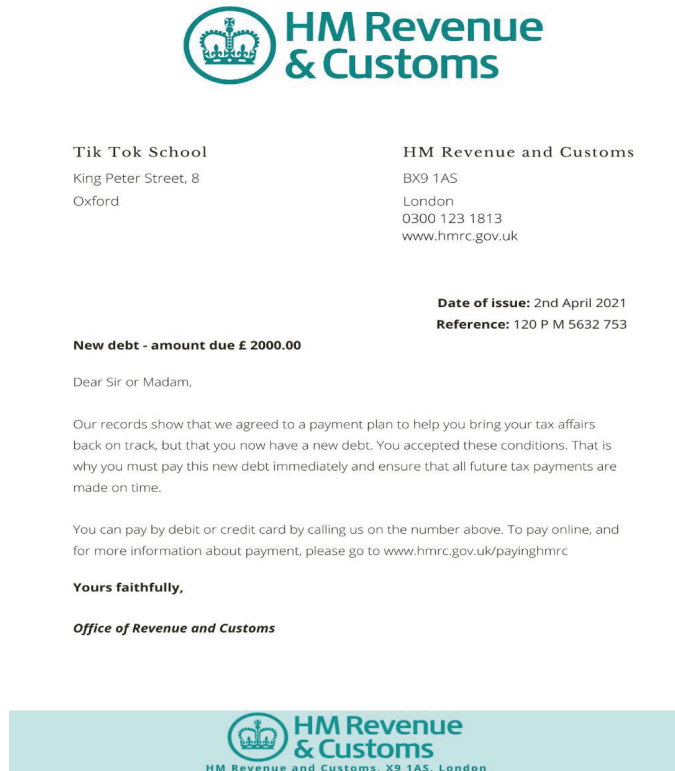 HM Revenue
& Customs
Tik Tok School
King Peter Street, 8
Oxford
HM Revenue and Customs
BX9 1AS
London
0300 123 1813
www.hmrc.gov.uk
Date of issue: 2nd April 2021
Reference: 120 P M 5632 753
New debt - amount due £ 2000.00
Dear Sir or Madam,
Our records show that we agreed to a payment plan to help you bring your tax affairs
back on track, but that you now have a new debt. You accepted these conditions. That is
why you must pay this new debt immediately and ensure that all future tax payments are
made on time.
You can pay by debit or credit card by calling us on the number above. To pay online, and
for more information about payment, please go to www.hmrc.gov.uk/payinghmrc
Yours faithfully,
Office of Revenue and Customs
HM Revenue
& Customs
HM Revenue and Customs, X9 1AS, London